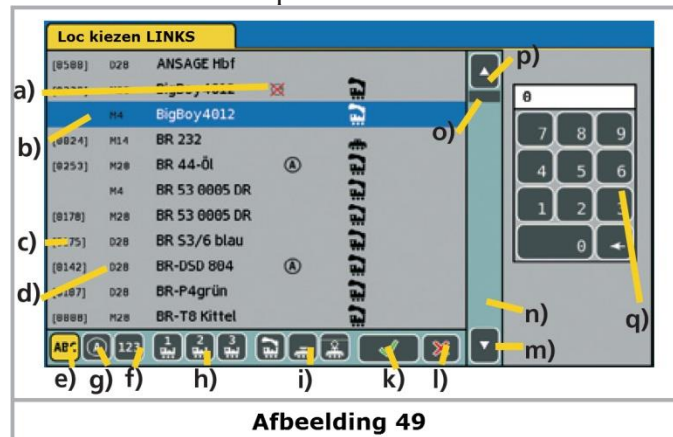 Loc kiezen LINKS
[0500] D28 ANSAGE Hbf
a) BigBoy4012
b) M4 BigBoy4012
[0024] M14 BR 232
[0253] M28 BR 44-Öl A
M4 BR 53 0005 DR
[0178] M28 BR 53 0005 DR
c) D28 BR S3/6 blau
d) [0142] D28 BR-DSD 804 A
D28 BR-P4grün
[0000] M28 BR-T8 Kittel
p)
o)
0
7 8 9
4 5 6
1 2 3
0 ←
n)
q)
ABC A 123 1 2 3
e) g) f) h) i) k) l) m)
Afbeelding 49